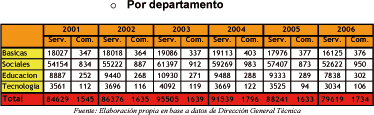 o Por departamento
2001 2002 2003 2004 2005 2006
Serv. Com. Serv. Com. Serv. Com. Serv. Com. Serv. Com. Serv. Com.
Basicas 18027 347 18018 364 19086 337 19113 403 17976 377 16125 376
Sociales 54154 834 55222 887 61397 912 59269 983 57407 873 52622 950
Educacion 8887 252 9440 268 10930 271 9488 288 9333 289 7838 302
Tecnologia 3561 112 3696 116 4092 119 3669 122 3525 94 3034 106
Total 84629 1545 86376 1635 95505 1639 91539 1796 88241 1633 79619 1734
Fuente: Elaboración propia en base a datos de Dirección General Técnica